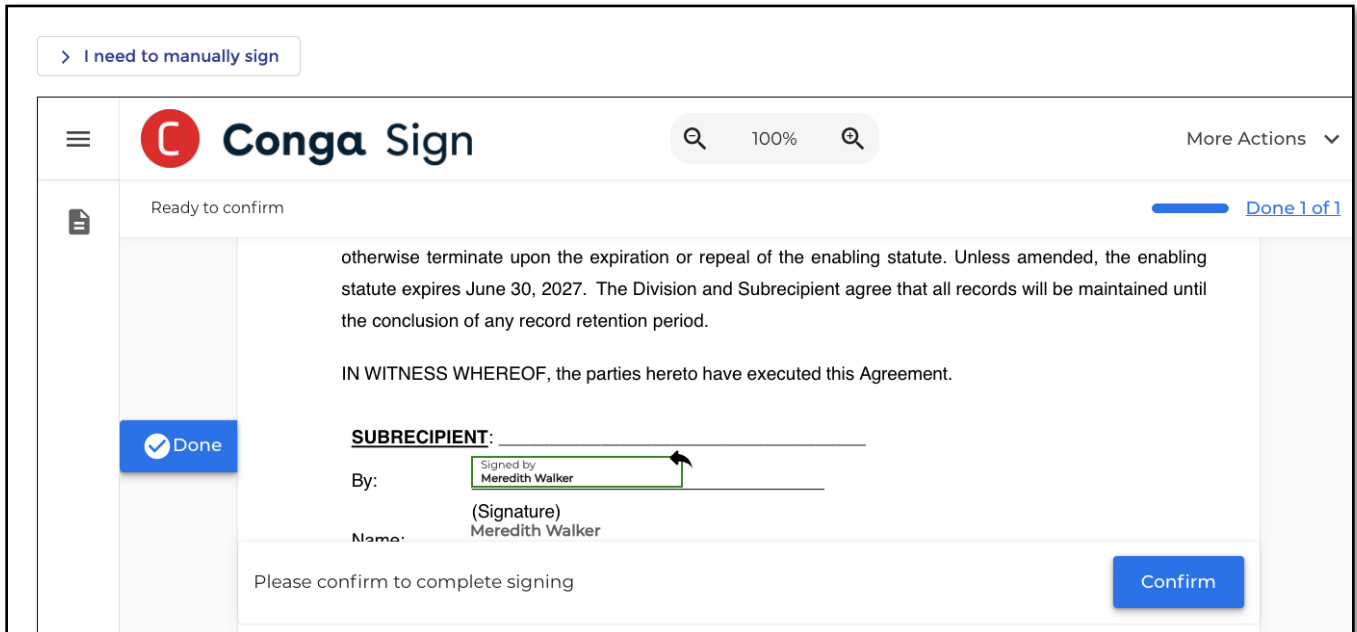 I need to manually sign
Conga Sign
100%
More Actions
Ready to confirm
Done 1 of 1
otherwise terminate upon the expiration or repeal of the enabling statute. Unless amended, the enabling
statute expires June 30, 2027. The Division and Subrecipient agree that all records will be maintained until
the conclusion of any record retention period.
IN WITNESS WHEREOF, the parties hereto have executed this Agreement.
Done
SUBRECIPIENT:
Signed by
Meredith Walker
By:
(Signature)
Meredith Walker
Name:
Please confirm to complete signing
Confirm